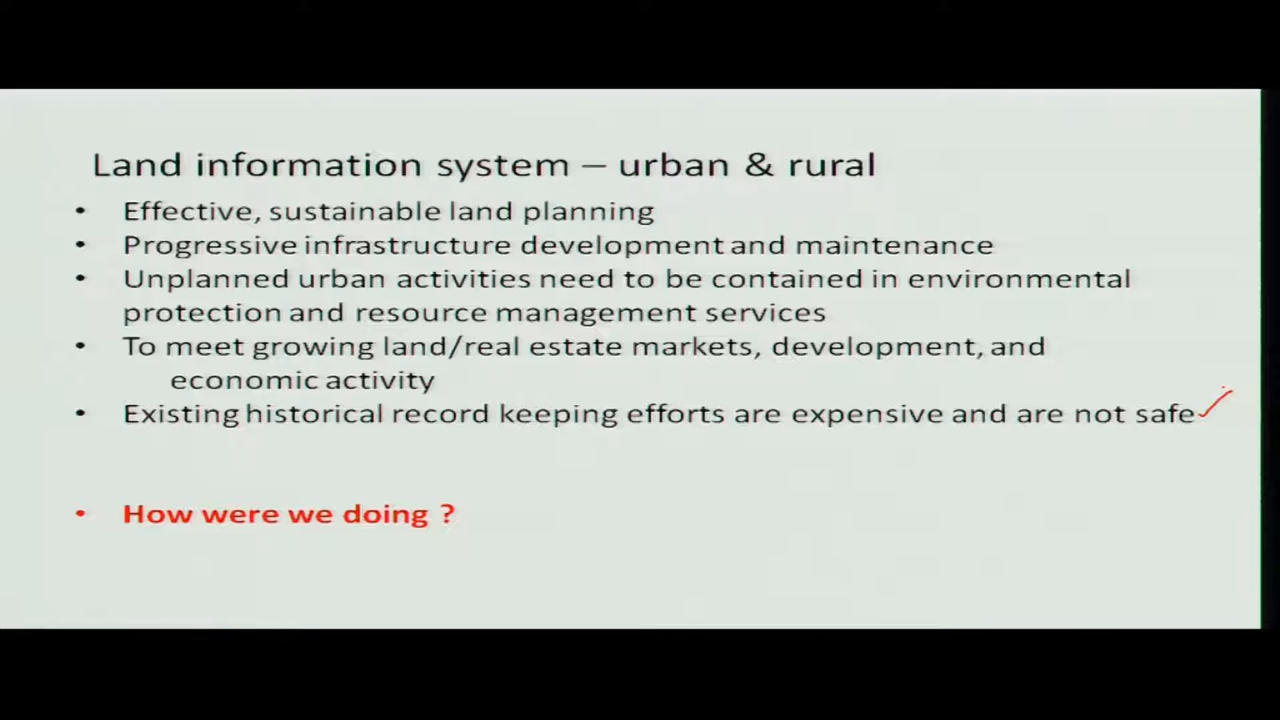 Land information system – urban & rural
• Effective, sustainable land planning
• Progressive infrastructure development and maintenance
• Unplanned urban activities need to be contained in environmental
protection and resource management services
• To meet growing land/real estate markets, development, and
economic activity
• Existing historical record keeping efforts are expensive and are not safe
• How were we doing ?